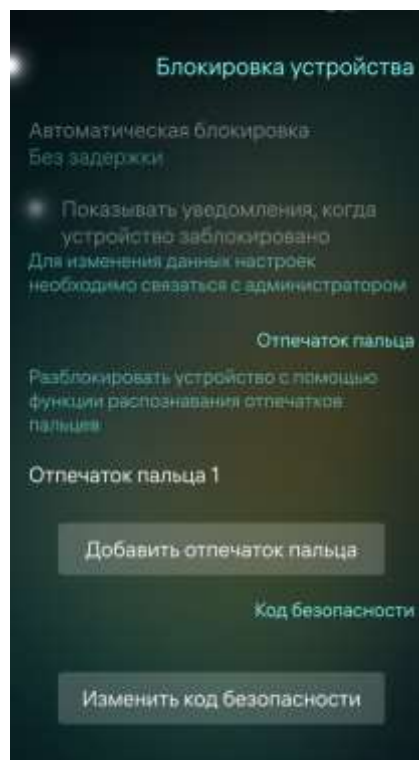 Блокировка устройства
Автоматическая блокировка
Без задержки
Показывать уведомления, когда
устройство заблокировано
Для изменения данных настроек
необходимо связаться с администратором
Отпечаток пальца
Разблокировать устройство с помощью
функции распознавания отпечатков
пальцев
Отпечаток пальца 1
Добавить отпечаток пальца
Код безопасности
Изменить код безопасности